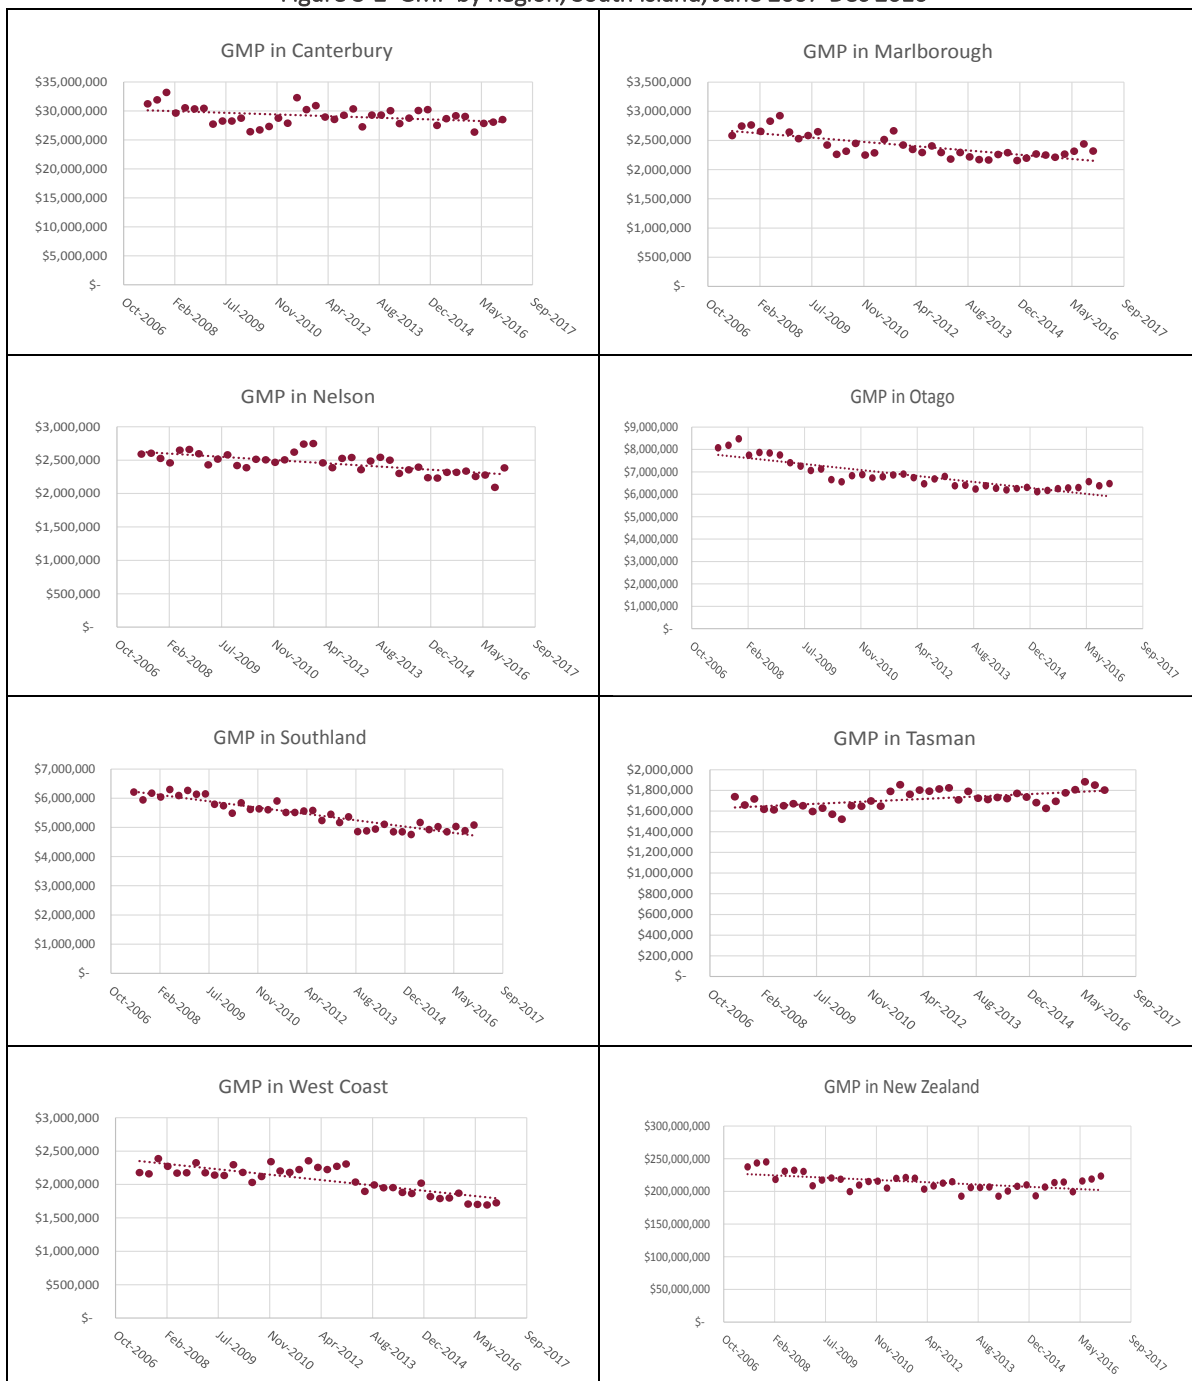 GMP in Canterbury
$35,000,000
$30,000,000
$25,000,000
$20,000,000
$15,000,000
$10,000,000
$5,000,000
$-
Oct-2006
Feb-2008
Jul-2009
Nov-2010
Apr-2012
Aug-2013
Dec-2014
May-2016
Sep-2017
GMP in Marlborough
$3,500,000
$3,000,000
$2,500,000
$2,000,000
$1,500,000
$1,000,000
$500,000
$-
Oct-2006
Feb-2008
Jul-2009
Nov-2010
Apr-2012
Aug-2013
Dec-2014
May-2016
Sep-2017
GMP in Nelson
$3,000,000
$2,500,000
$2,000,000
$1,500,000
$1,000,000
$500,000
$-
Oct-2006
Feb-2008
Jul-2009
Nov-2010
Apr-2012
Aug-2013
Dec-2014
May-2016
Sep-2017
GMP in Otago
$9,000,000
$8,000,000
$7,000,000
$6,000,000
$5,000,000
$4,000,000
$3,000,000
$2,000,000
$1,000,000
$-
Oct-2006
Feb-2008
Jul-2009
Nov-2010
Apr-2012
Aug-2013
Dec-2014
May-2016
Sep-2017
GMP in Southland
$7,000,000
$6,000,000
$5,000,000
$4,000,000
$3,000,000
$2,000,000
$1,000,000
$-
Oct-2006
Feb-2008
Jul-2009
Nov-2010
Apr-2012
Aug-2013
Dec-2014
May-2016
Sep-2017
GMP in Tasman
$2,000,000
$1,800,000
$1,600,000
$1,400,000
$1,200,000
$1,000,000
$800,000
$600,000
$400,000
$200,000
$-
Oct-2006
Feb-2008
Jul-2009
Nov-2010
Apr-2012
Aug-2013
Dec-2014
May-2016
Sep-2017
GMP in West Coast
$3,000,000
$2,500,000
$2,000,000
$1,500,000
$1,000,000
$500,000
$-
Oct-2006
Feb-2008
Jul-2009
Nov-2010
Apr-2012
Aug-2013
Dec-2014
May-2016
Sep-2017
GMP in New Zealand
$300,000,000
$250,000,000
$200,000,000
$150,000,000
$100,000,000
$50,000,000
$-
Oct-2006
Feb-2008
Jul-2009
Nov-2010
Apr-2012
Aug-2013
Dec-2014
May-2016
Sep-2017